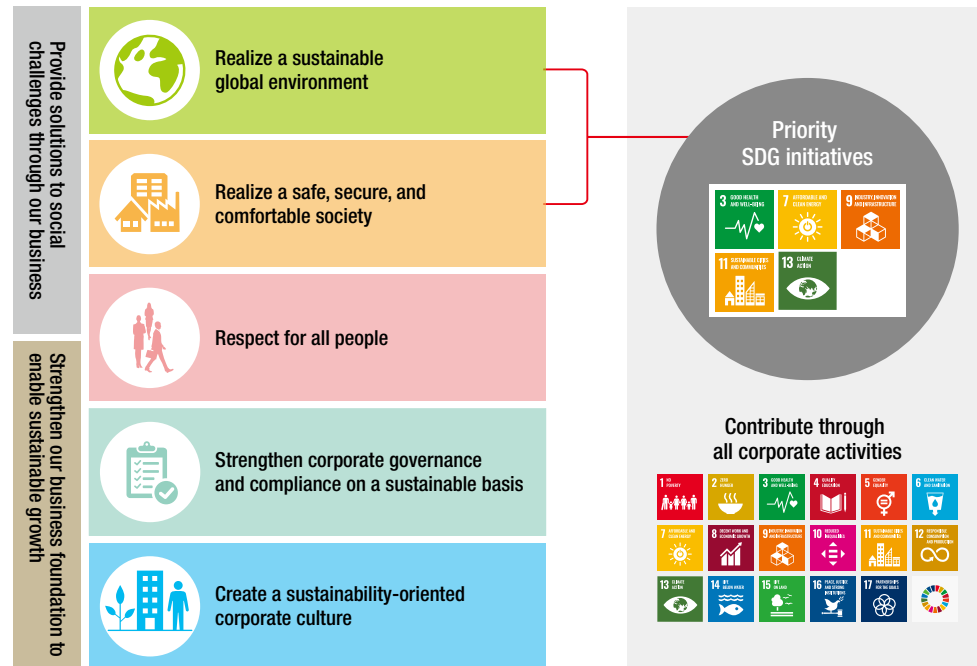 Provide solutions to social
challenges through our business
Strengthen our business foundation to
enable sustainable growth
Realize a sustainable
global environment
Realize a safe, secure, and
comfortable society
Respect for all people
Strengthen corporate governance
and compliance on a sustainable basis
Create a sustainability-oriented
corporate culture
Priority
SDG initiatives
3 GOOD HEALTH
AND WELL-BEING
7 AFFORDABLE AND
CLEAN ENERGY
9 INDUSTRY, INNOVATION
AND INFRASTRUCTURE
11 SUSTAINABLE CITIES
AND COMMUNITIES
13 CLIMATE
ACTION
Contribute through
all corporate activities
1 NO
POVERTY
2 ZERO
HUNGER
3 GOOD HEALTH
AND WELL-BEING
4 QUALITY
EDUCATION
5 GENDER
EQUALITY
6 CLEAN WATER
AND SANITATION
7 AFFORDABLE AND
CLEAN ENERGY
8 DECENT WORK AND
ECONOMIC GROWTH
9 INDUSTRY, INNOVATION
AND INFRASTRUCTURE
10 REDUCED
INEQUALITIES
11 SUSTAINABLE CITIES
AND COMMUNITIES
12 RESPONSIBLE
CONSUMPTION
AND PRODUCTION
13 CLIMATE
ACTION
14 LIFE
BELOW WATER
15 LIFE
ON LAND
16 PEACE, JUSTICE
AND STRONG
INSTITUTIONS
17 PARTNERSHIPS
FOR THE GOALS